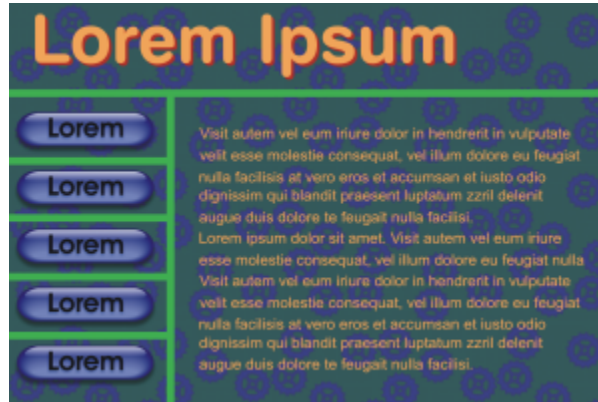 Lorem Ipsum
Lorem
Lorem
Lorem
Lorem
Lorem
Visit autem vel eum iriure dolor in hendrerit in vulputate
velit esse molestie consequat, vel illum dolore eu feugiat
nulla facilisis at vero eros et accumsan et iusto odio
dignissim qui blandit praesent luptatum zzril delenit
augue duis dolore te feugait nulla facilisi.
Lorem ipsum dolor sit amet. Visit autem vel eum iriure
esse molestie consequat, vel illum dolore eu feugiat nulla
Visit autem vel eum iriure dolor in hendrerit in vulputate
velit esse molestie consequat, vel illum dolore eu feugiat
nulla facilisis at vero eros et accumsan et iusto odio
dignissim qui blandit praesent luptatum zzril delenit
augue duis dolore te feugait nulla facilisi.